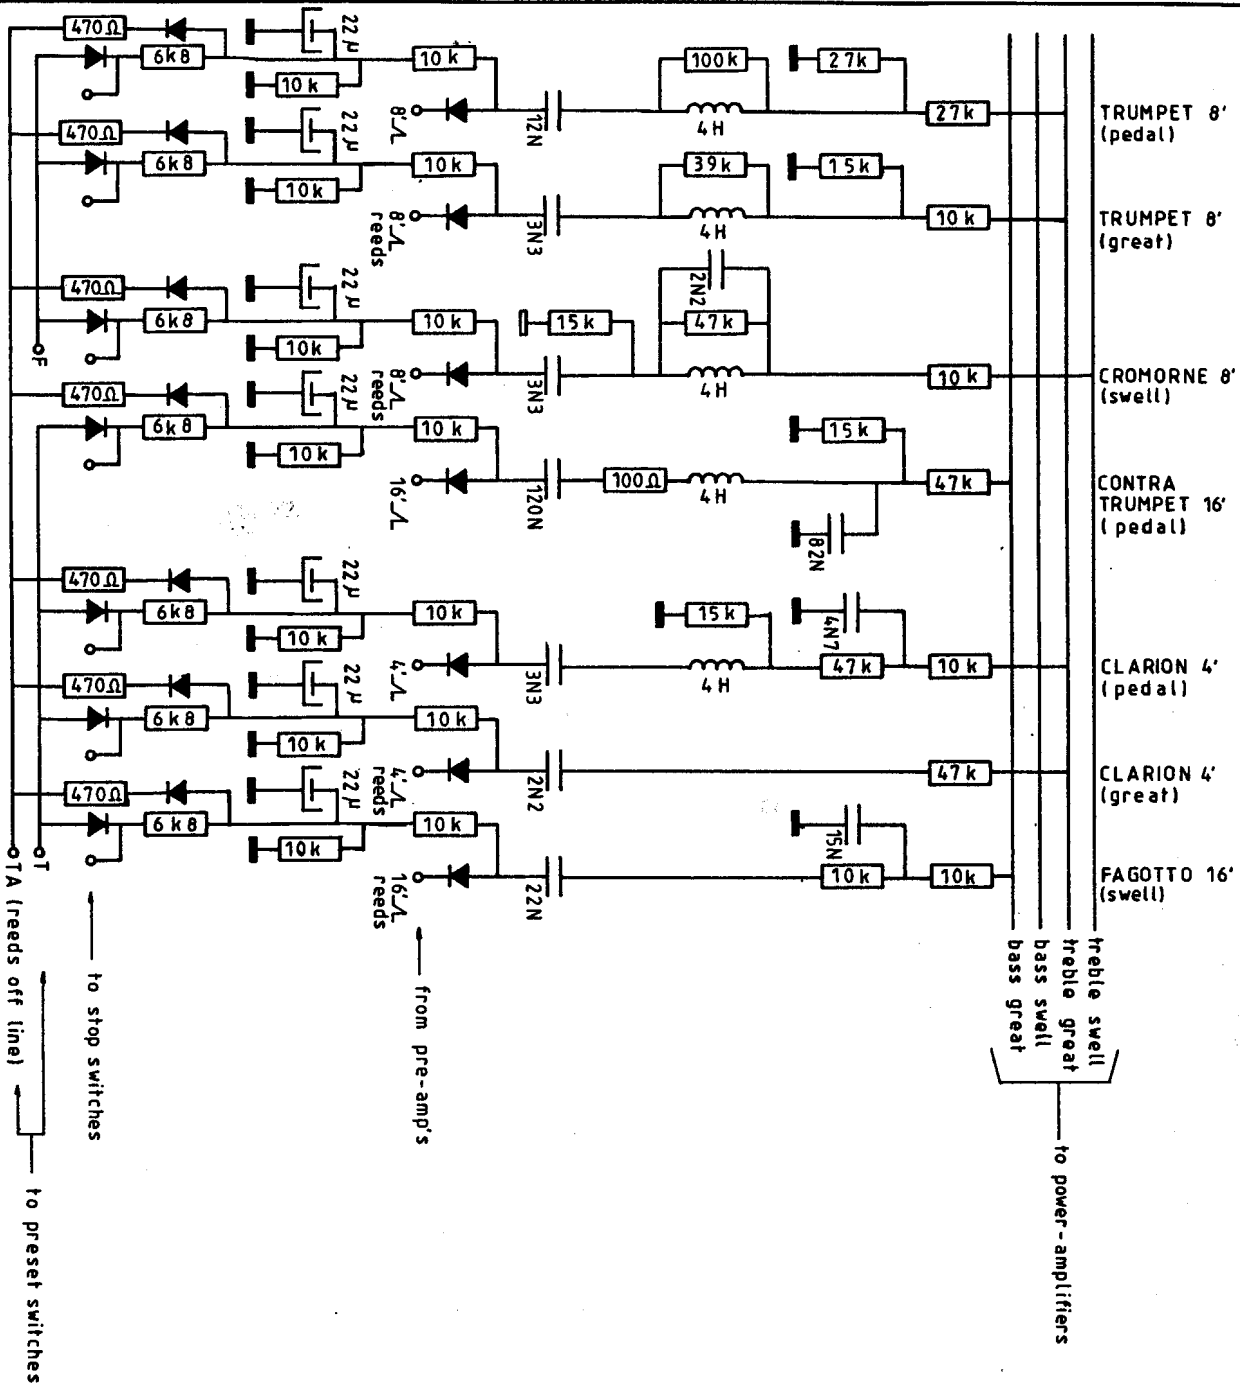 470Ω
6k8
22µ
10k
10k
8'
12N
100k
4H
27k
27k
TRUMPET 8'
(pedal)
470Ω
6k8
22µ
10k
10k
8'
reeds
3N3
39k
4H
15k
10k
TRUMPET 8'
(great)
470Ω
6k8
F
22µ
10k
10k
8'
reeds
3N3
15k
2N2
47k
4H
10k
CROMORNE 8'
(swell)
470Ω
6k8
22µ
10k
10k
16'
120N
100Ω
4H
15k
82N
47k
CONTRA
TRUMPET 16'
(pedal)
470Ω
6k8
22µ
10k
10k
4'
3N3
4H
15k
47k
4N7
10k
CLARION 4'
(pedal)
470Ω
6k8
22µ
10k
10k
4'
reeds
2N2
47k
CLARION 4'
(great)
470Ω
6k8
22µ
10k
10k
16'
reeds
22N
10k
15N
10k
FAGOTTO 16'
(swell)
T
TA (reeds off line)
to stop switches
to preset switches
from pre-amp's
treble swell
treble great
bass swell
bass great
to power-amplifiers